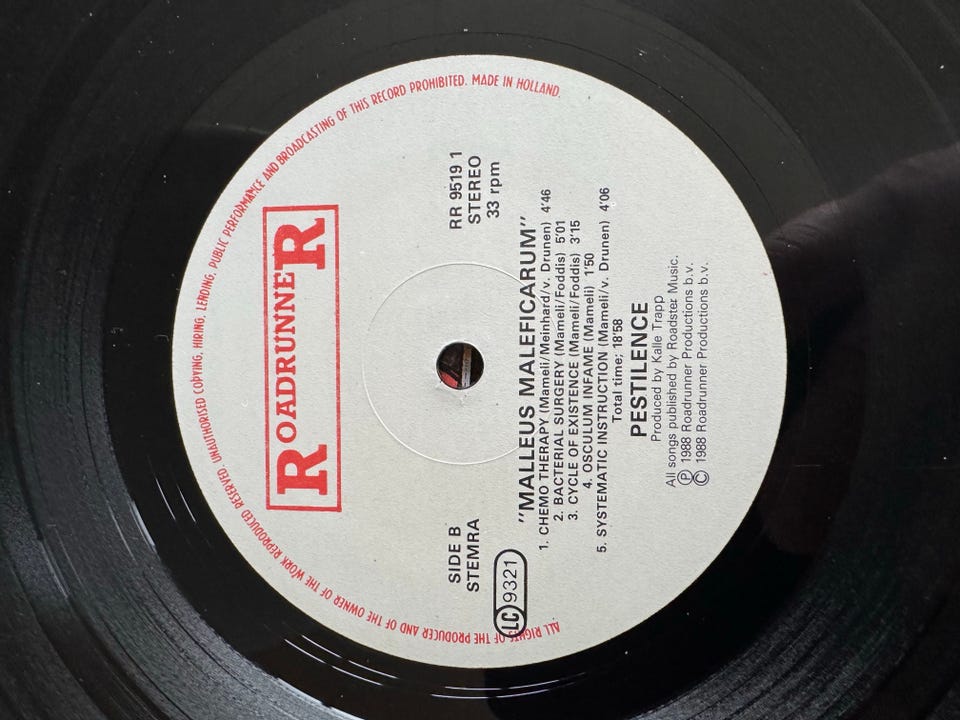 ALL RIGHTS OF THE PRODUCER AND OF THE OWNER OF THE WORK REPRODUCED RESERVED. UNAUTHORISED COPYING, HIRING, LENDING, PUBLIC PERFORMANCE AND BROADCASTING OF THIS RECORD PROHIBITED. MADE IN HOLLAND.
ROADRUNNER
SIDE B
STEMRA
LC 9321
RR 9519 1
STEREO
33 rpm
"MALLEUS MALEFICARUM"
1. CHEMO THERAPY (Mameli/Meinhard/v. Drunen) 4'46
2. BACTERIAL SURGERY (Mameli/Foddis) 5'01
3. CYCLE OF EXISTENCE (Mameli/Foddis) 3'15
4. OSCULUM INFAME (Mameli) 1'50
5. SYSTEMATIC INSTRUCTION (Mameli/v. Drunen) 4'06
Total time; 18'58
PESTILENCE
Produced by Kalle Trapp
All songs published by Roadster Music.
Ⓟ 1988 Roadrunner Productions b.v.
© 1988 Roadrunner Productions b.v.